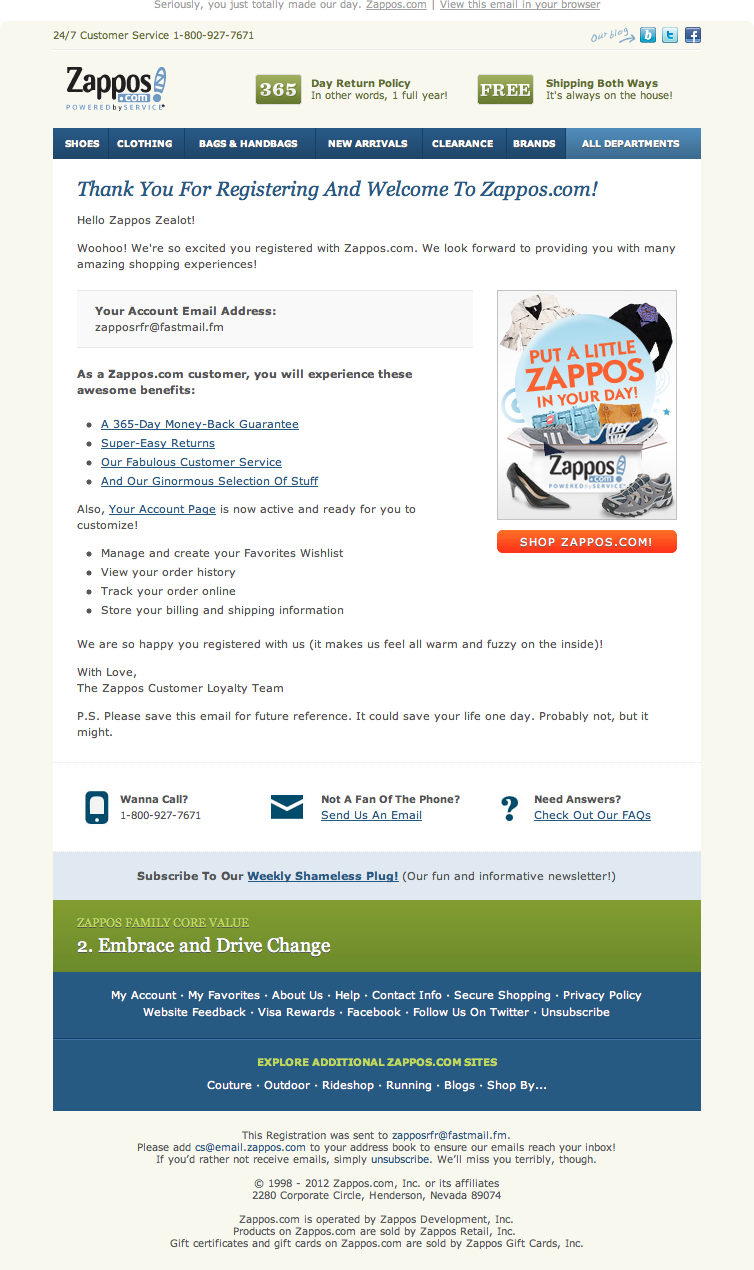 Seriously, you just totally made our day. Zappos.com | View this email in your browser
24/7 Customer Service 1-800-927-7671
Our blog
Zappos!
.com
POWERED by SERVICE
365
Day Return Policy
In other words, 1 full year!
FREE
Shipping Both Ways
It's always on the house!
SHOES CLOTHING BAGS & HANDBAGS NEW ARRIVALS CLEARANCE BRANDS ALL DEPARTMENTS
Thank You For Registering And Welcome To Zappos.com!
Hello Zappos Zealot!
Woohoo! We're so excited you registered with Zappos.com. We look forward to providing you with many
amazing shopping experiences!
Your Account Email Address:
zapposrfr@fastmail.fm
As a Zappos.com customer, you will experience these
awesome benefits:
• A 365-Day Money-Back Guarantee
• Super-Easy Returns
• Our Fabulous Customer Service
• And Our Ginormous Selection Of Stuff
Also, Your Account Page is now active and ready for you to
customize!
• Manage and create your Favorites Wishlist
• View your order history
• Track your order online
• Store your billing and shipping information
PUT A LITTLE
ZAPPOS
IN YOUR DAY!
Zappos!
.com
POWERED by SERVICE
SHOP ZAPPOS.COM!
We are so happy you registered with us (it makes us feel all warm and fuzzy on the inside)!
With Love,
The Zappos Customer Loyalty Team
P.S. Please save this email for future reference. It could save your life one day. Probably not, but it
might.
Wanna Call?
1-800-927-7671
Not A Fan Of The Phone?
Send Us An Email
Need Answers?
Check Out Our FAQs
Subscribe To Our Weekly Shameless Plug! (Our fun and informative newsletter!)
ZAPPOS FAMILY CORE VALUE
2. Embrace and Drive Change
My Account · My Favorites · About Us · Help · Contact Info · Secure Shopping · Privacy Policy
Website Feedback · Visa Rewards · Facebook · Follow Us On Twitter · Unsubscribe
EXPLORE ADDITIONAL ZAPPOS.COM SITES
Couture · Outdoor · Rideshop · Running · Blogs · Shop By...
This Registration was sent to zapposrfr@fastmail.fm.
Please add cs@email.zappos.com to your address book to ensure our emails reach your inbox!
If you’d rather not receive emails, simply unsubscribe. We’ll miss you terribly, though.
© 1998 - 2012 Zappos.com, Inc. or its affiliates
2280 Corporate Circle, Henderson, Nevada 89074
Zappos.com is operated by Zappos Development, Inc.
Products on Zappos.com are sold by Zappos Retail, Inc.
Gift certificates and gift cards on Zappos.com are sold by Zappos Gift Cards, Inc.